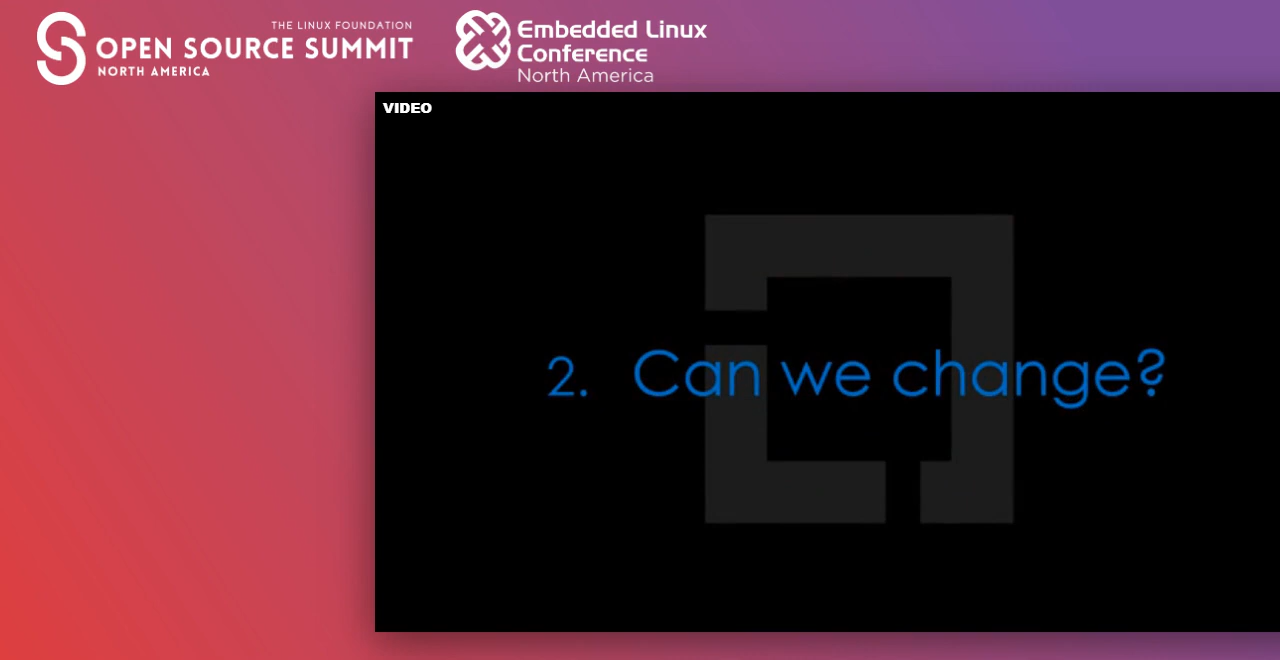 THE LINUX FOUNDATION
OPEN SOURCE SUMMIT
NORTH AMERICA
Embedded Linux
Conference
North America
VIDEO
2. Can we change?